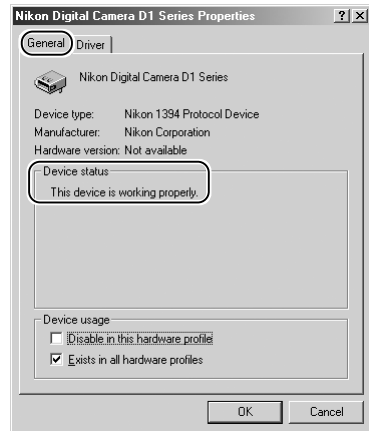 Nikon Digital Camera D1 Series Properties
General Driver
Nikon Digital Camera D1 Series
Device type: Nikon 1394 Protocol Device
Manufacturer: Nikon Corporation
Hardware version: Not available
Device status
This device is working properly.
Device usage
Disable in this hardware profile
Exists in all hardware profiles
OK Cancel